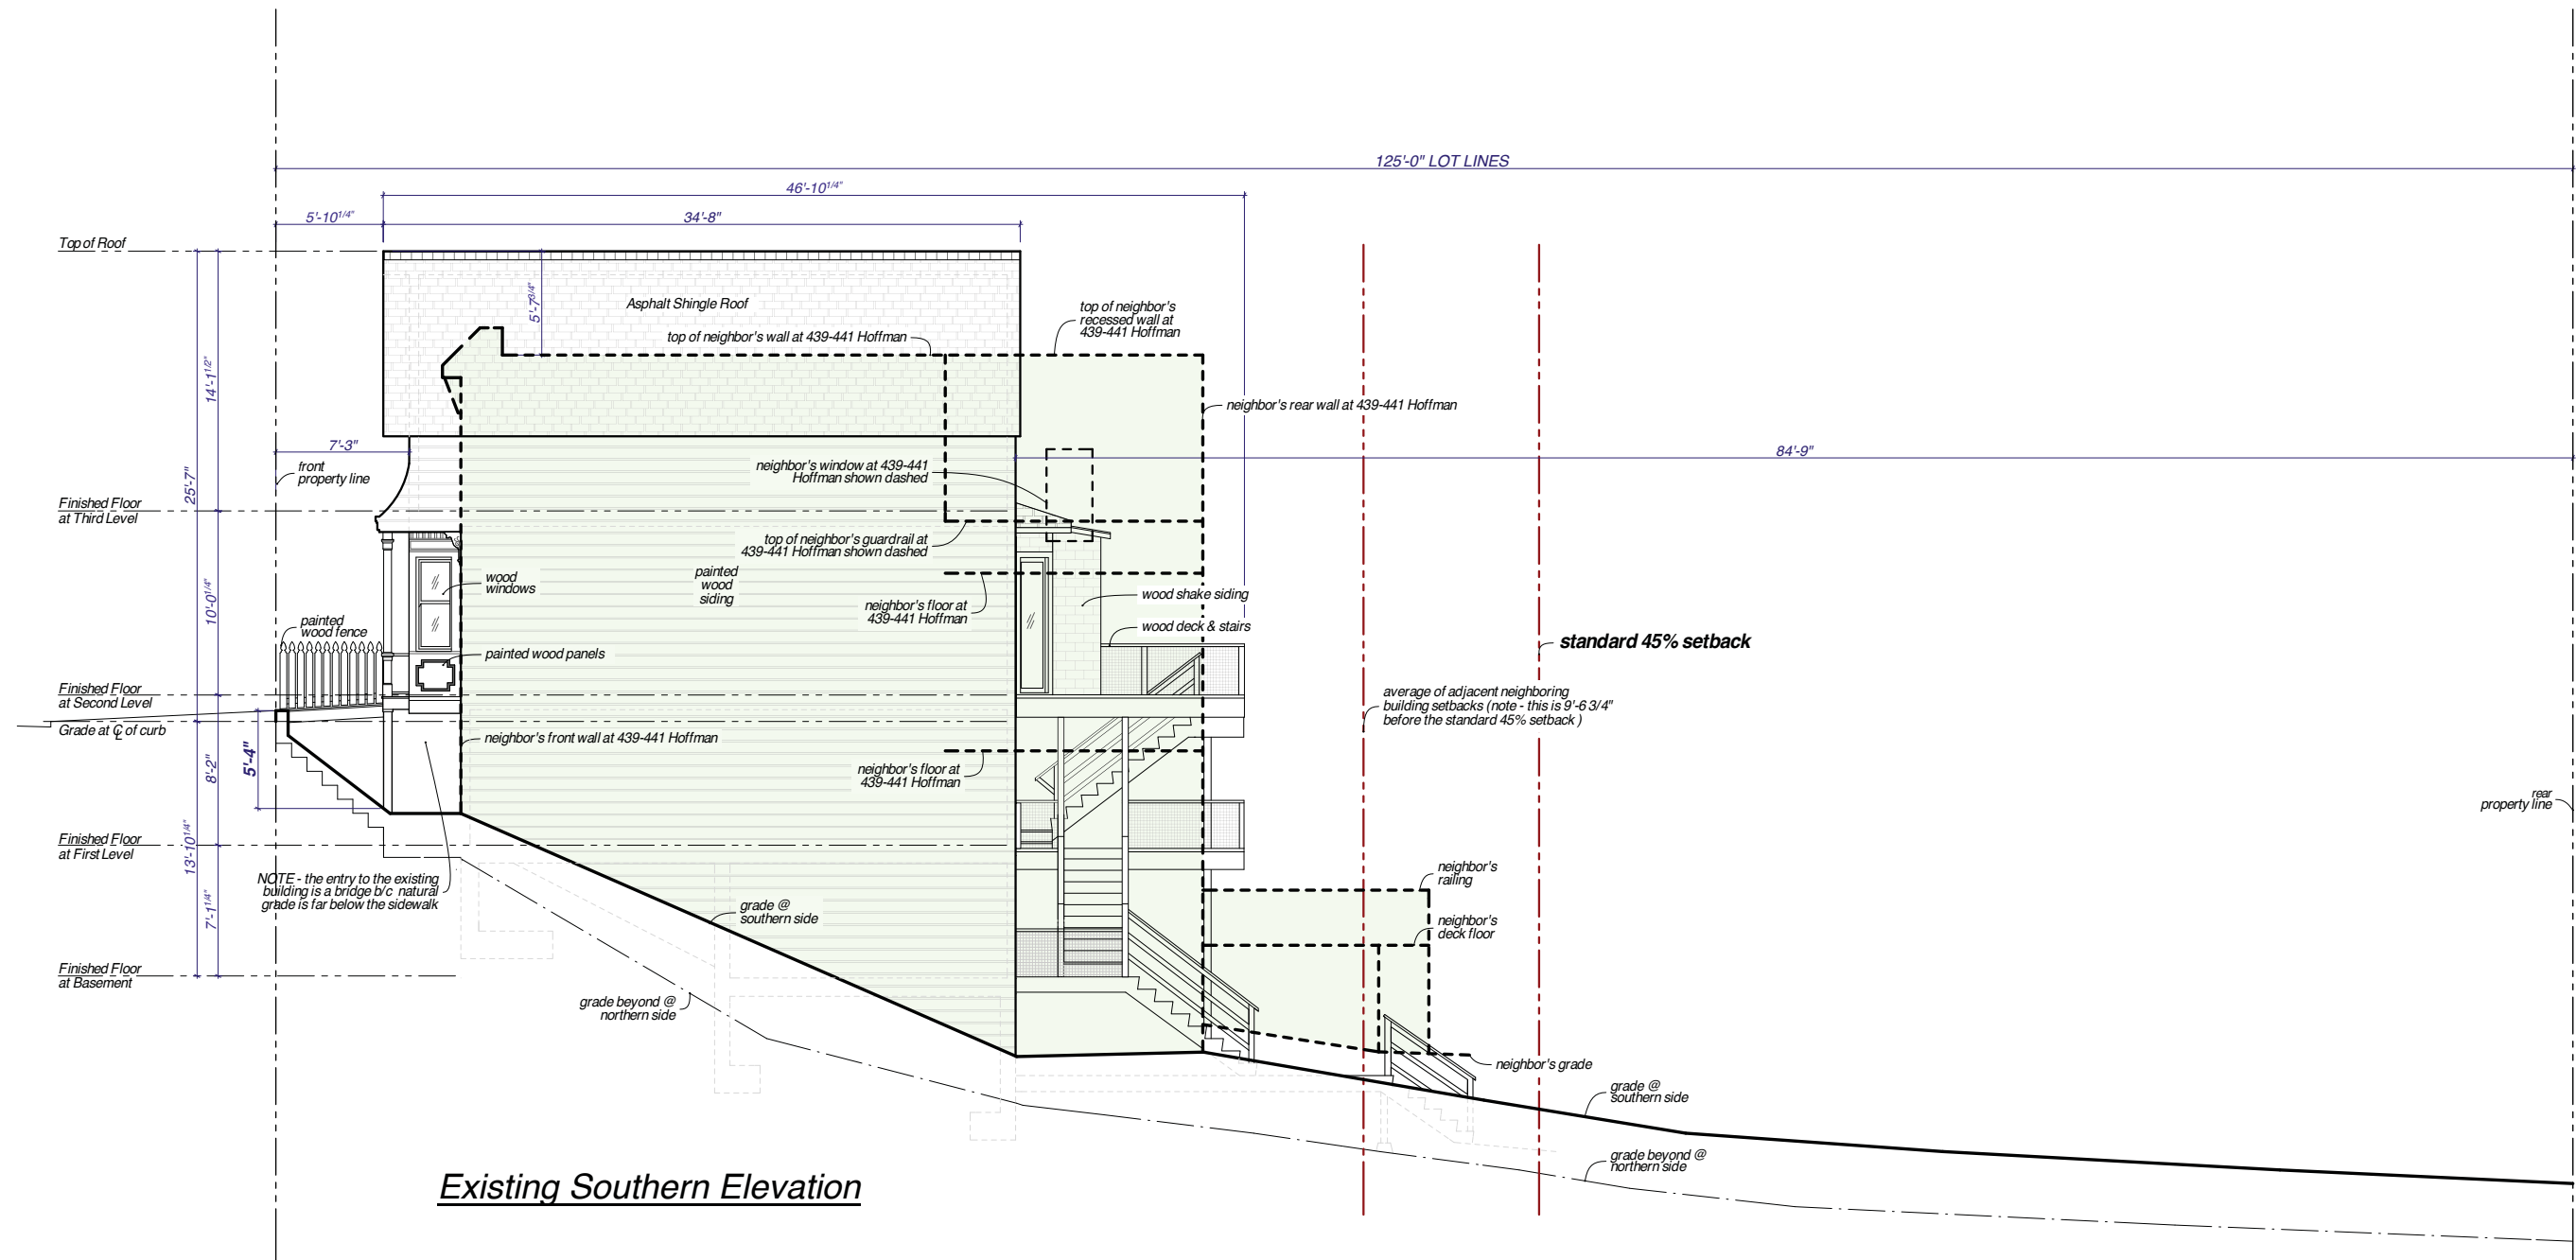 125'-0" LOT LINES
46'-10 1/4"
5'-10 1/4"
34'-8"
Top of Roof
5'-7 3/4"
Asphalt Shingle Roof
top of neighbor's wall at 439-441 Hoffman
top of neighbor's
recessed wall at
439-441 Hoffman
14'-1 1/2"
25'-7"
neighbor's rear wall at 439-441 Hoffman
7'-3"
84'-9"
front
property line
neighbor's window at 439-441
Hoffman shown dashed
Finished Floor
at Third Level
top of neighbor's guardrail at
439-441 Hoffman shown dashed
wood
windows
painted
wood
siding
10'-0 1/4"
neighbor's floor at
439-441 Hoffman
wood shake siding
painted
wood fence
wood deck & stairs
standard 45% setback
painted wood panels
Finished Floor
at Second Level
average of adjacent neighboring
building setbacks (note - this is 9'-6 3/4"
before the standard 45% setback )
Grade at ℄ of curb
neighbor's front wall at 439-441 Hoffman
5'-4"
8'-2"
neighbor's floor at
439-441 Hoffman
rear
property line
Finished Floor
at First Level
13'-10 1/4"
NOTE - the entry to the existing
building is a bridge b/c natural
grade is far below the sidewalk
neighbor's
railing
7'-1 1/4"
grade @
southern side
neighbor's
deck floor
Finished Floor
at Basement
grade beyond @
northern side
neighbor's grade
grade @
southern side
grade beyond @
northern side
Existing Southern Elevation